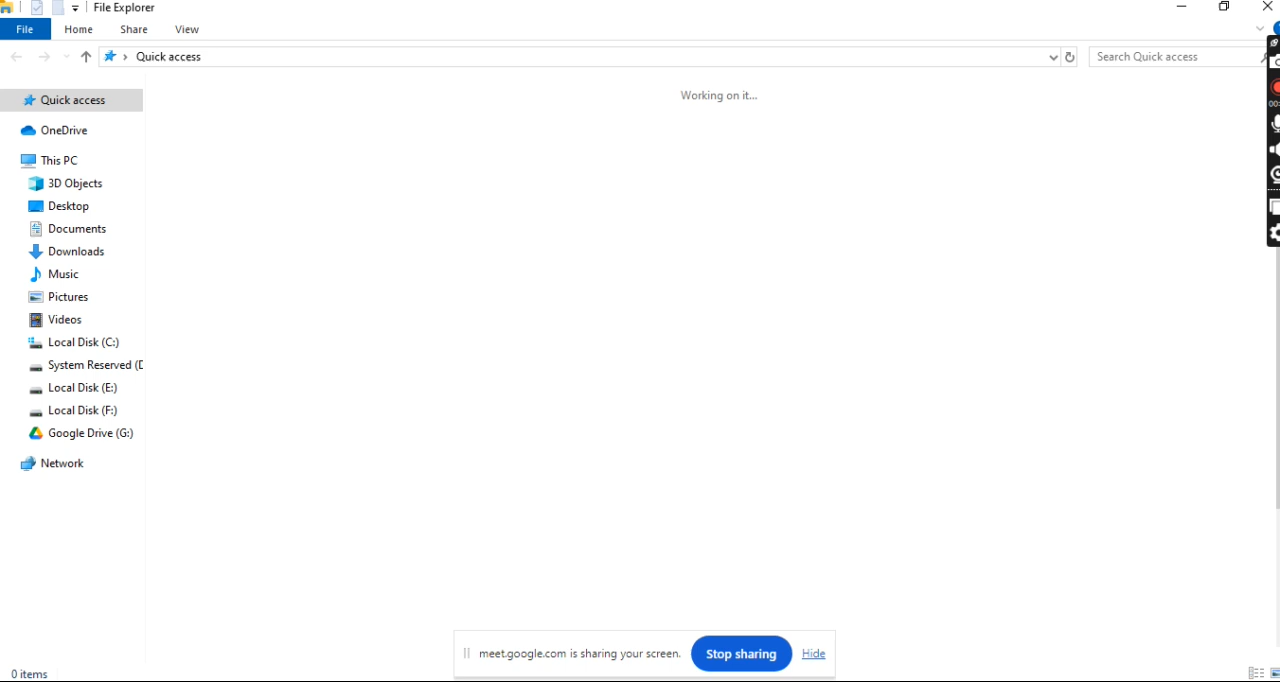 File Explorer
File Home Share View
Quick access Search Quick access
Working on it...
Quick access
OneDrive
This PC
3D Objects
Desktop
Documents
Downloads
Music
Pictures
Videos
Local Disk (C:)
System Reserved (
Local Disk (E:)
Local Disk (F:)
Google Drive (G:)
Network
meet.google.com is sharing your screen. Stop sharing Hide
0 items